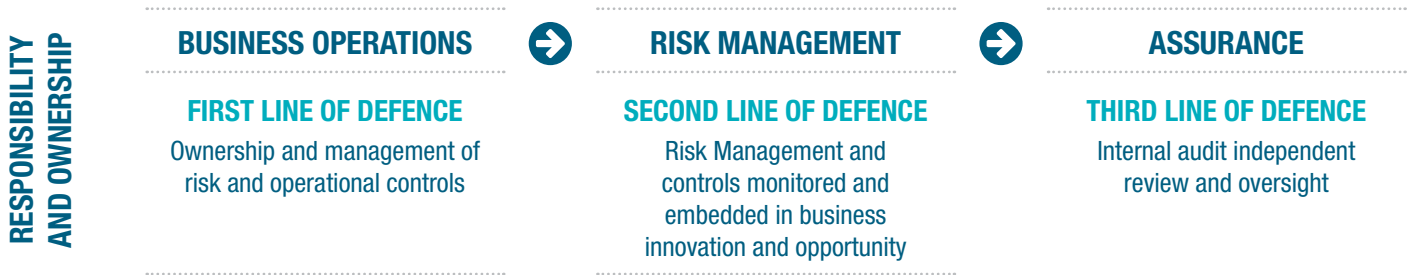 RESPONSIBILITY
AND OWNERSHIP
BUSINESS OPERATIONS
FIRST LINE OF DEFENCE
Ownership and management of
risk and operational controls
RISK MANAGEMENT
SECOND LINE OF DEFENCE
Risk Management and
controls monitored and
embedded in business
innovation and opportunity
ASSURANCE
THIRD LINE OF DEFENCE
Internal audit independent
review and oversight